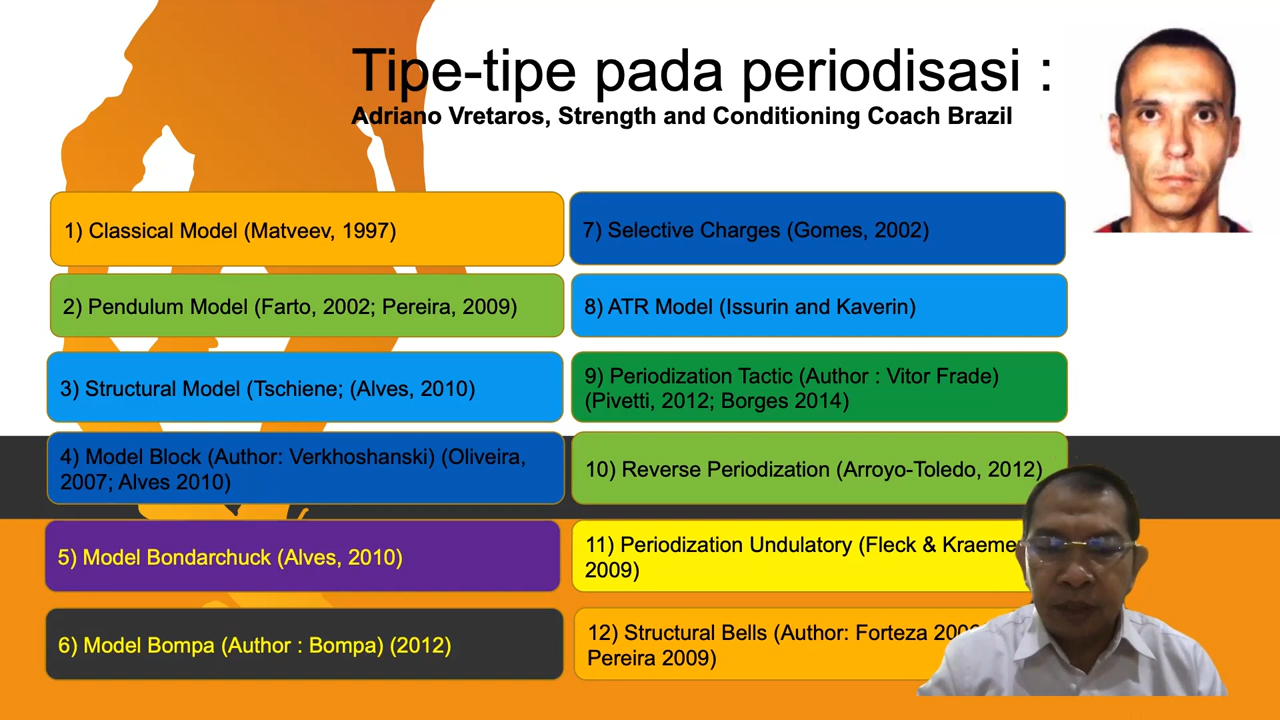 Tipe-tipe pada periodisasi :
Adriano Vretaros, Strength and Conditioning Coach Brazil
1) Classical Model (Matveev, 1997)
2) Pendulum Model (Farto, 2002; Pereira, 2009)
3) Structural Model (Tschiene; (Alves, 2010)
4) Model Block (Author: Verkhoshanski) (Oliveira,
2007; Alves 2010)
5) Model Bondarchuck (Alves, 2010)
6) Model Bompa (Author : Bompa) (2012)
7) Selective Charges (Gomes, 2002)
8) ATR Model (Issurin and Kaverin)
9) Periodization Tactic (Author : Vitor Frade)
(Pivetti, 2012; Borges 2014)
10) Reverse Periodization (Arroyo-Toledo, 2012)
11) Periodization Undulatory (Fleck &
2009)
12) Structural Bells (Author: Forteza
Pereira 2009)